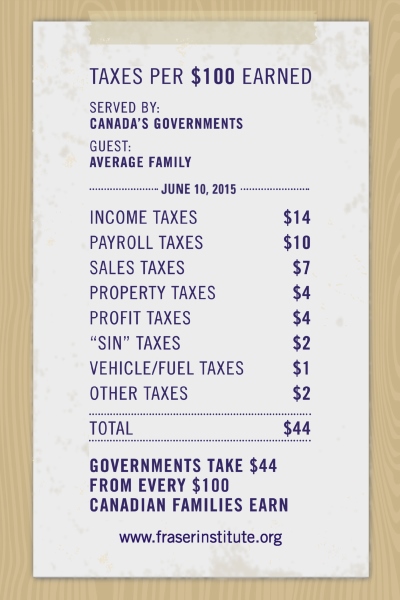 TAXES PER $100 EARNED
SERVED BY:
CANADA'S GOVERNMENTS
GUEST:
AVERAGE FAMILY
JUNE 10, 2015
INCOME TAXES $14
PAYROLL TAXES $10
SALES TAXES $7
PROPERTY TAXES $4
PROFIT TAXES $4
“SIN” TAXES $2
VEHICLE/FUEL TAXES $1
OTHER TAXES $2
TOTAL $44
GOVERNMENTS TAKE $44
FROM EVERY $100
CANADIAN FAMILIES EARN
www.fraserinstitute.org